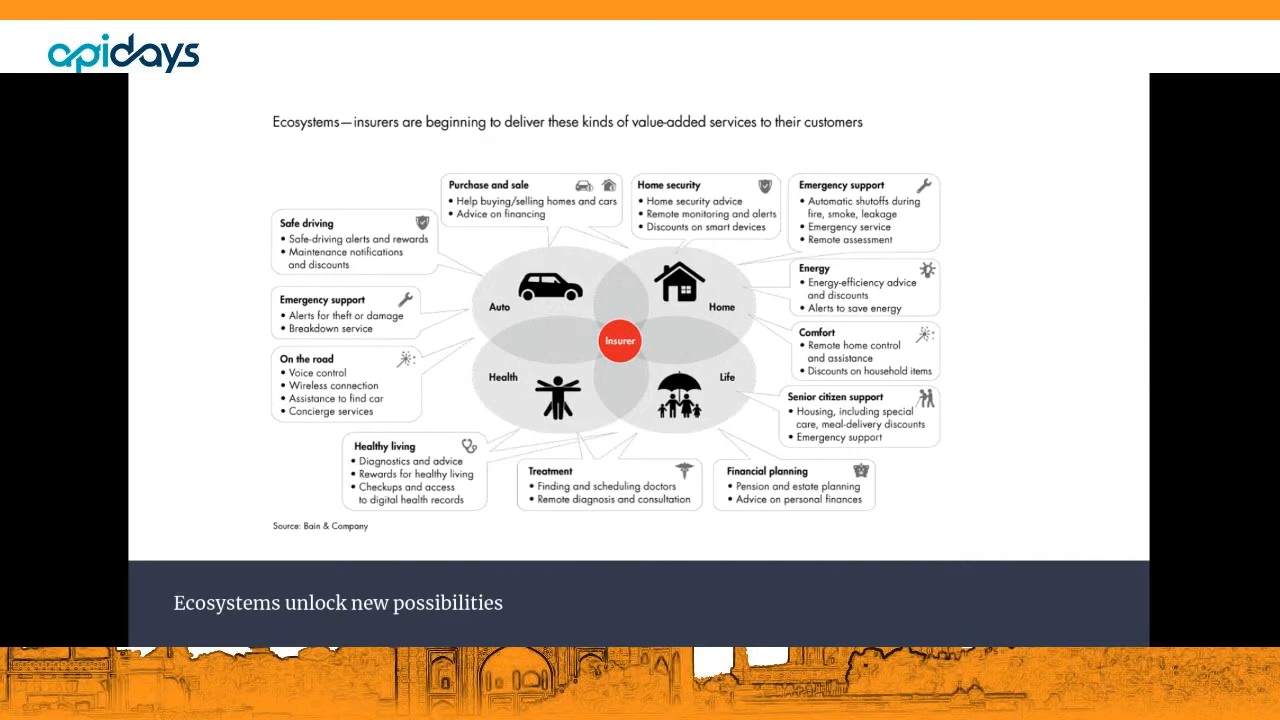 apidays
Ecosystems—insurers are beginning to deliver these kinds of value-added services to their customers
Purchase and sale
• Help buying/selling homes and cars
• Advice on financing
Home security
• Home security advice
• Remote monitoring and alerts
• Discounts on smart devices
Emergency support
• Automatic shutoffs during
fire, smoke, leakage
• Emergency service
• Remote assessment
Safe driving
• Safe-driving alerts and rewards
• Maintenance notifications
and discounts
Energy
• Energy-efficiency advice
and discounts
• Alerts to save energy
Emergency support
• Alerts for theft or damage
• Breakdown service
Auto
Home
Insurer
Health
Life
Comfort
• Remote home control
and assistance
• Discounts on household items
On the road
• Voice control
• Wireless connection
• Assistance to find car
• Concierge services
Senior citizen support
• Housing, including special
care, meal-delivery discounts
• Emergency support
Healthy living
• Diagnostics and advice
• Rewards for healthy living
• Checkups and access
to digital health records
Treatment
• Finding and scheduling doctors
• Remote diagnosis and consultation
Financial planning
• Pension and estate planning
• Advice on personal finances
Source: Bain & Company
Ecosystems unlock new possibilities